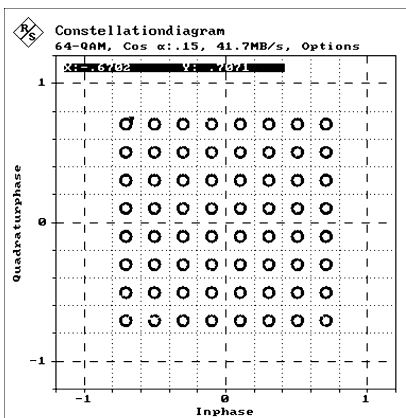 R/S
Constellationdiagram
64-QAM, Cos α:.15, 41.7MB/s, Options
X:-.6702 Y: .7071
1
Quadraturphase
0
-1
-1 0 1
Inphase